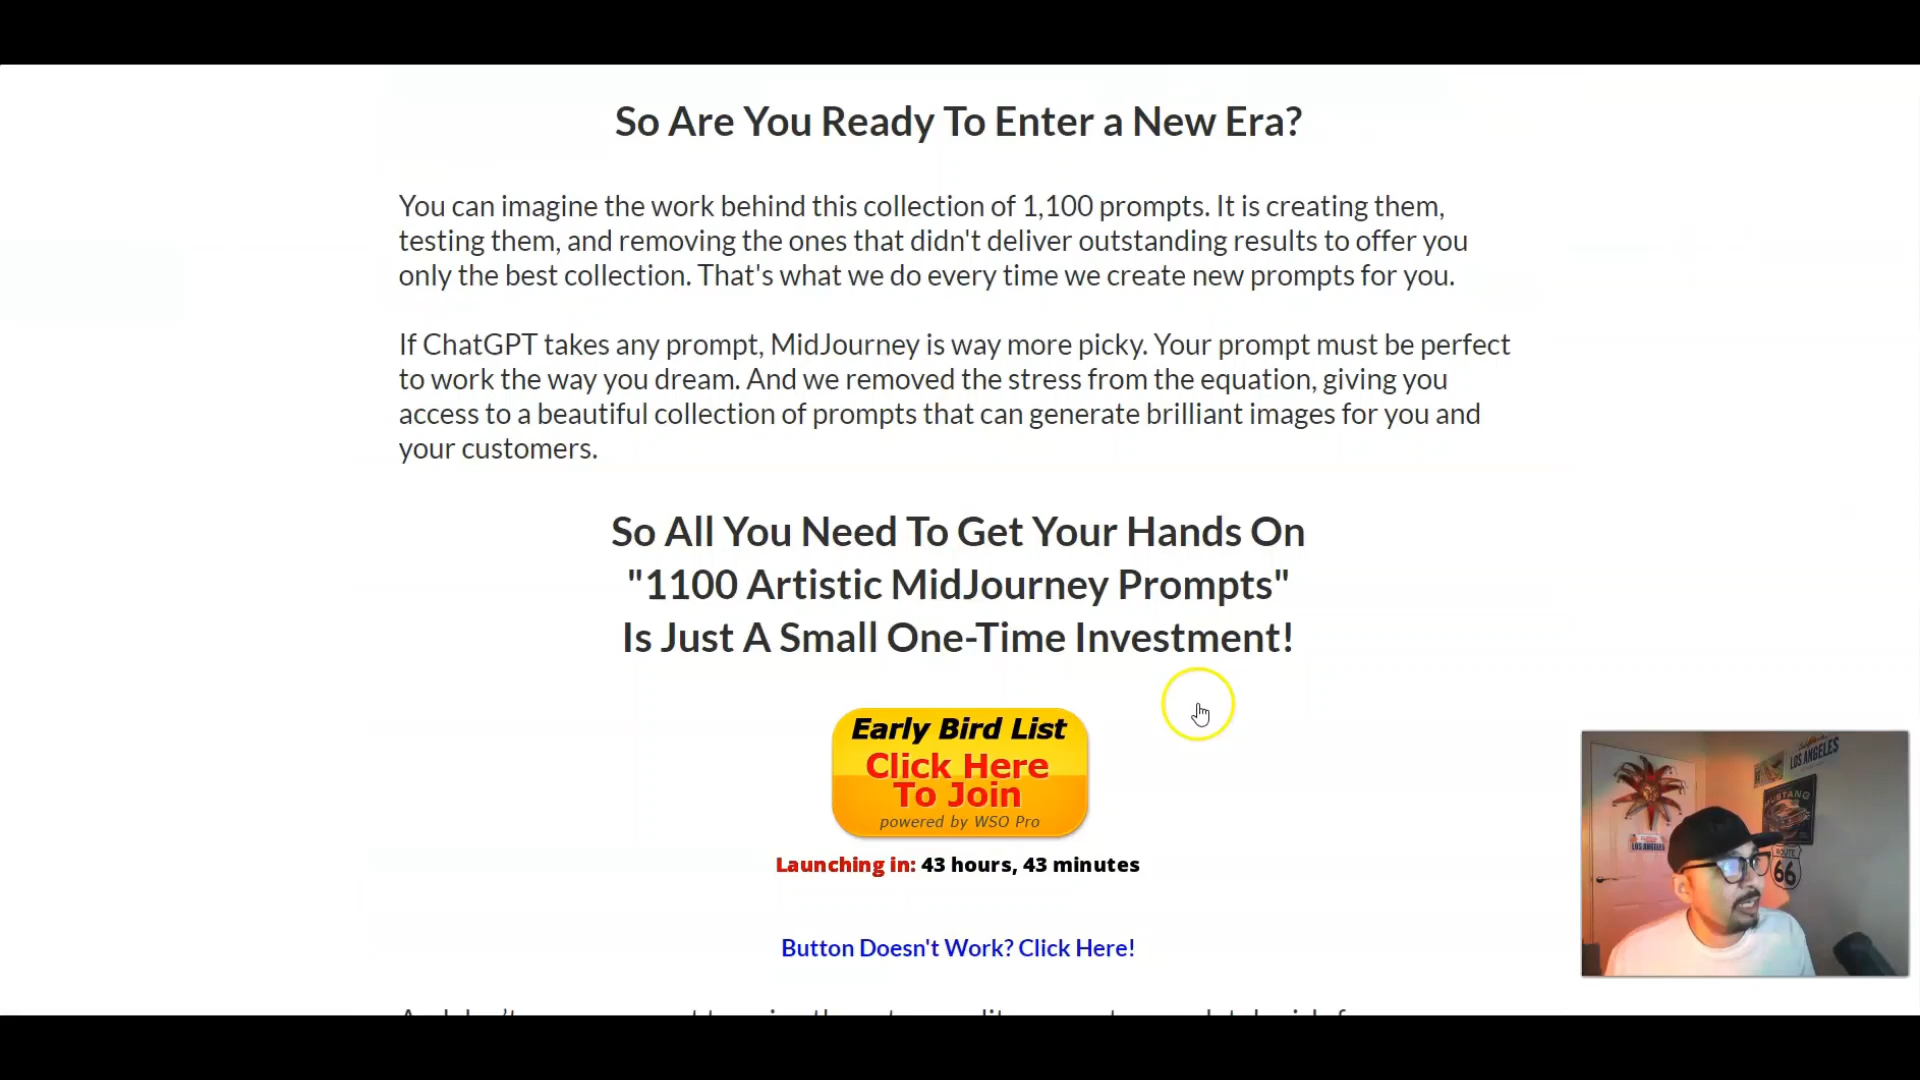 So Are You Ready To Enter a New Era?
You can imagine the work behind this collection of 1,100 prompts. It is creating them,
testing them, and removing the ones that didn't deliver outstanding results to offer you
only the best collection. That's what we do every time we create new prompts for you.
If ChatGPT takes any prompt, MidJourney is way more picky. Your prompt must be perfect
to work the way you dream. And we removed the stress from the equation, giving you
access to a beautiful collection of prompts that can generate brilliant images for you and
your customers.
So All You Need To Get Your Hands On
"1100 Artistic MidJourney Prompts"
Is Just A Small One-Time Investment!
Early Bird List
Click Here
To Join
powered by WSO Pro
Launching in: 43 hours, 43 minutes
Button Doesn't Work? Click Here!
LOS ANGELES
MUSTANG
ROUTE
66
LOS ANGELES